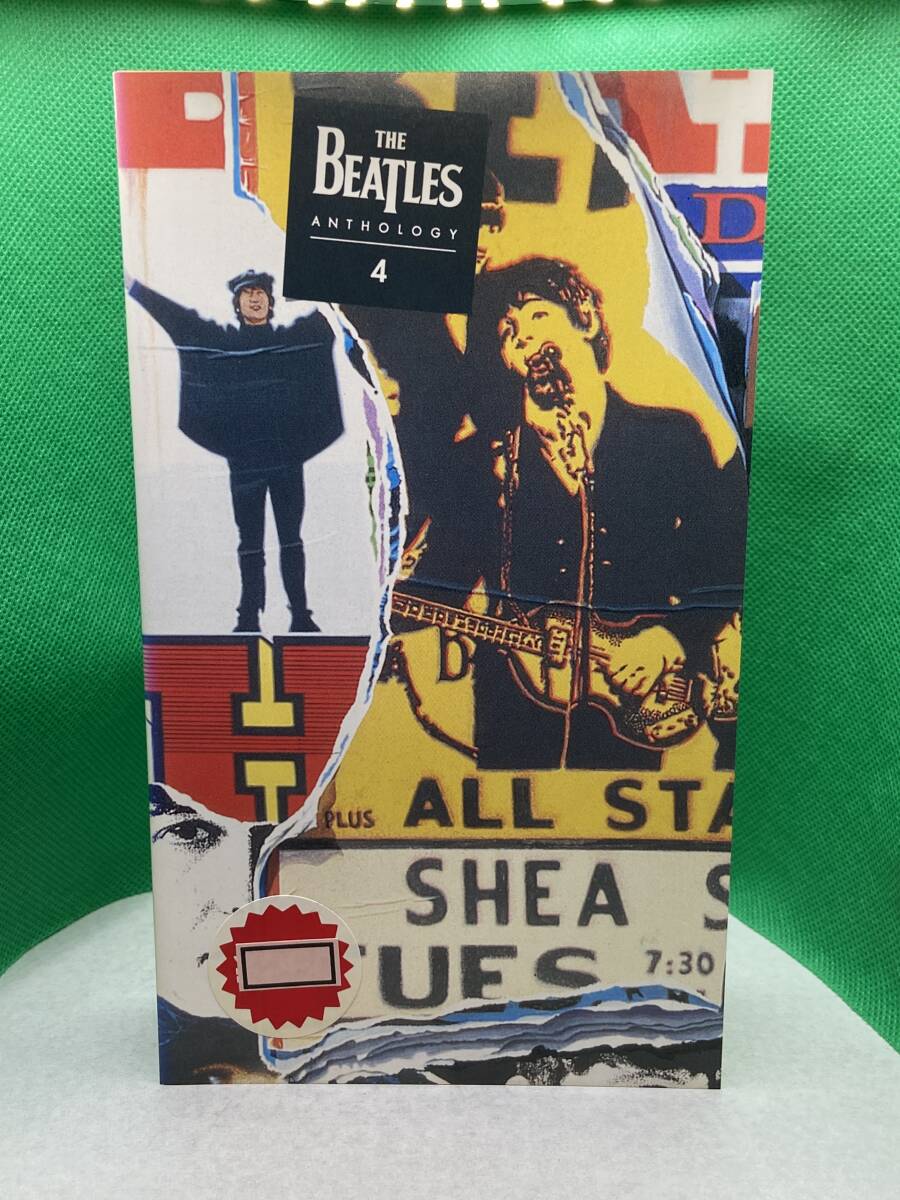 THE
BEATLES
ANTHOLOGY
4
D
D
PLUS ALL STA
SHEA S
TUES 7:30